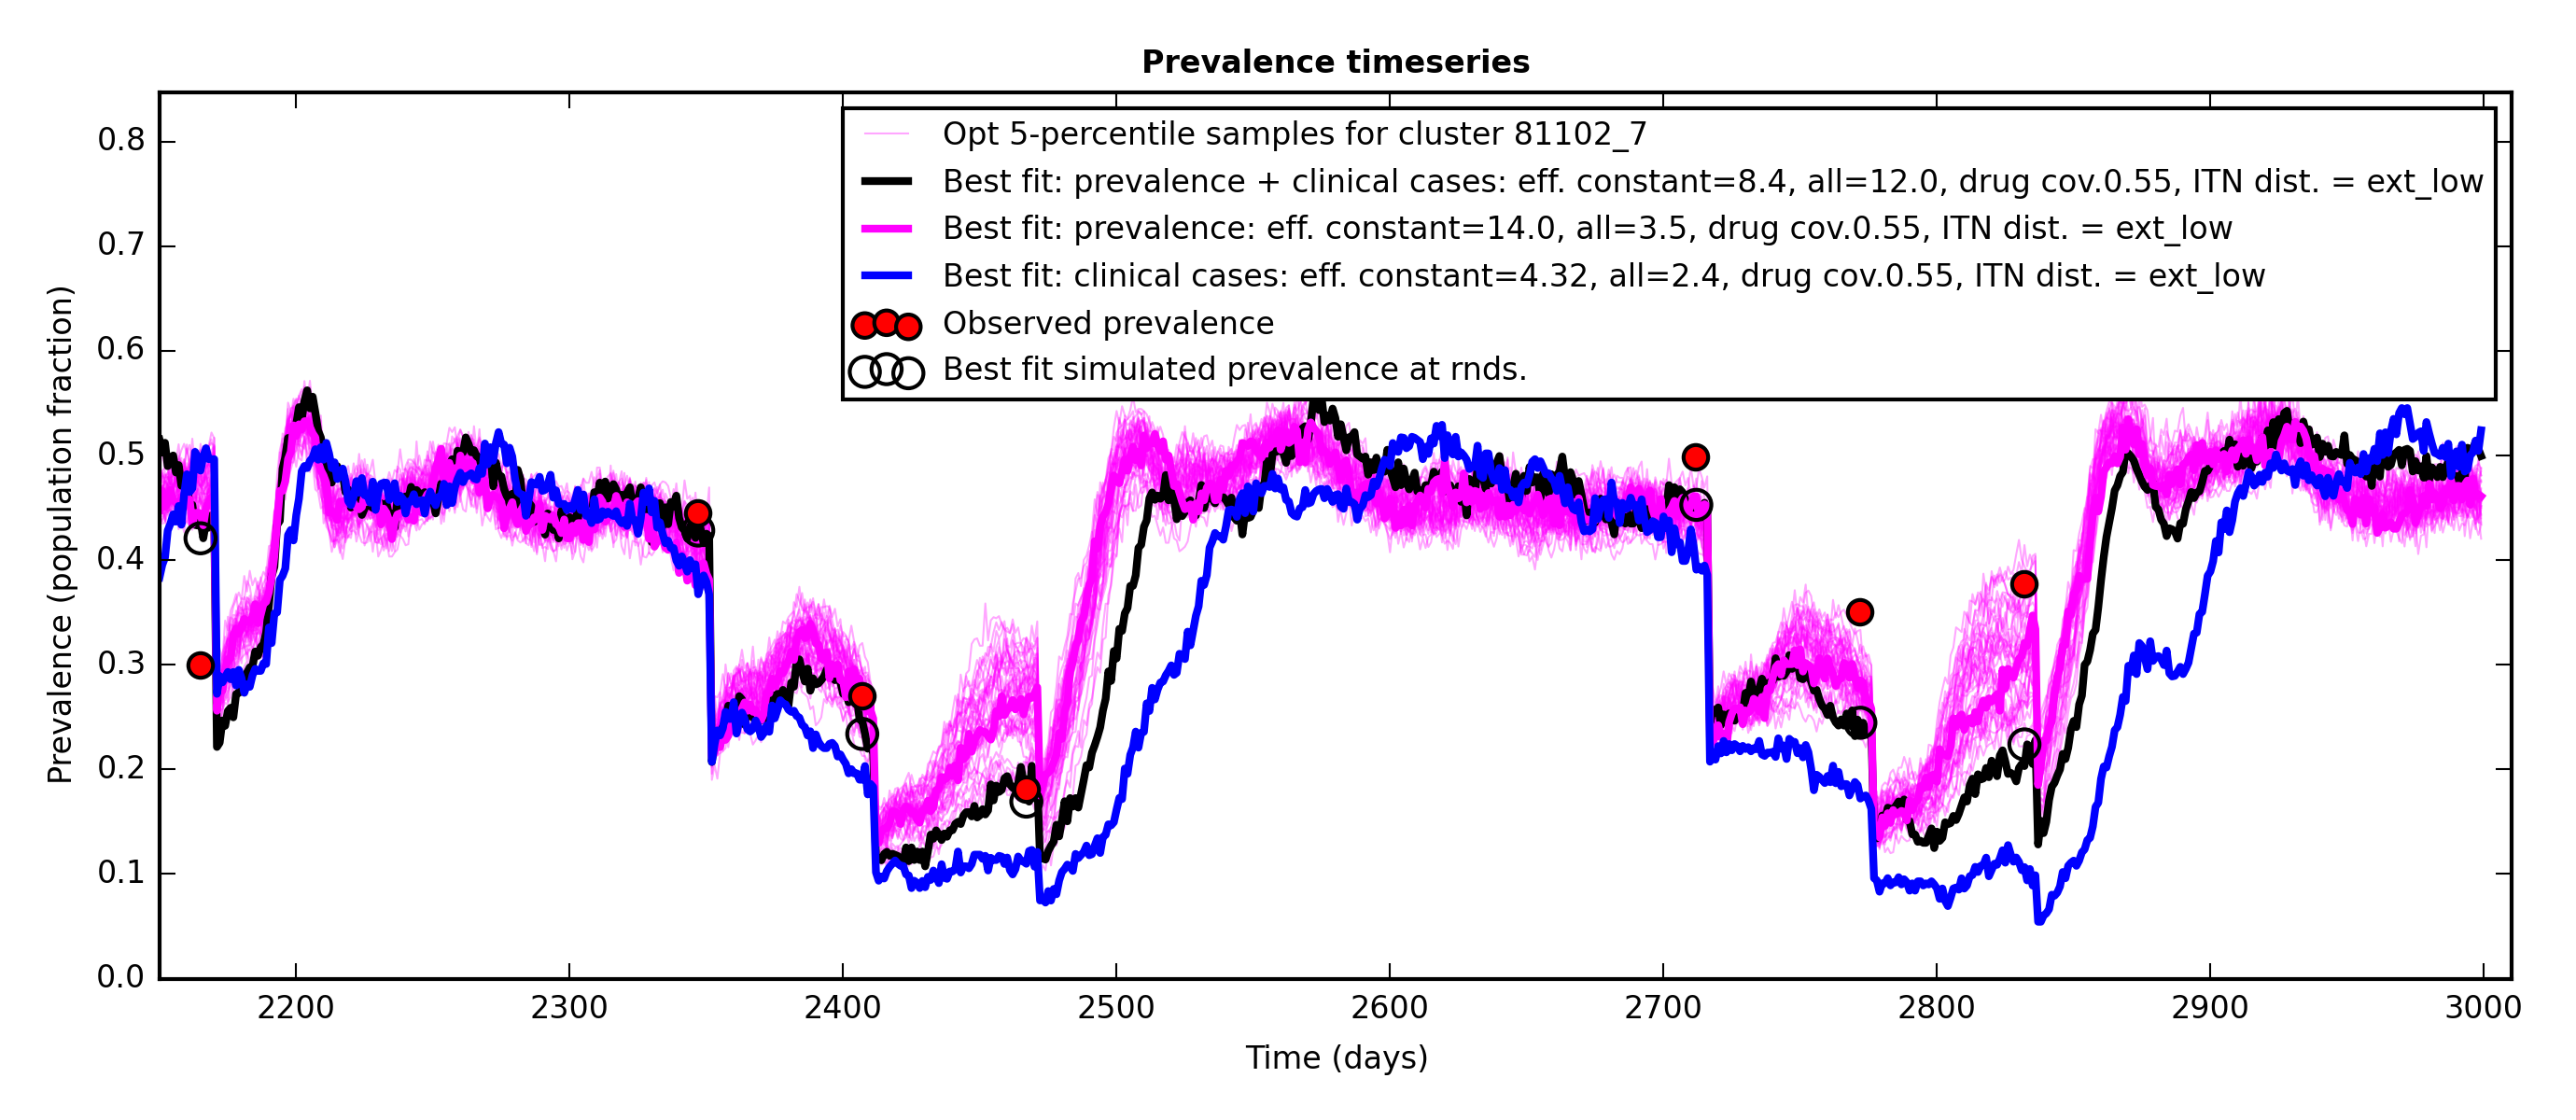 Prevalence timeseries
Opt 5-percentile samples for cluster 81102_7
Best fit: prevalence + clinical cases: eff. constant=8.4, all=12.0, drug cov.0.55, ITN dist. = ext_low
Best fit: prevalence: eff. constant=14.0, all=3.5, drug cov.0.55, ITN dist. = ext_low
Best fit: clinical cases: eff. constant=4.32, all=2.4, drug cov.0.55, ITN dist. = ext_low
Observed prevalence
Best fit simulated prevalence at rnds.
Prevalence (population fraction)
0.8
0.7
0.6
0.5
0.4
0.3
0.2
0.1
0.0
2200 2300 2400 2500 2600 2700 2800 2900 3000
Time (days)